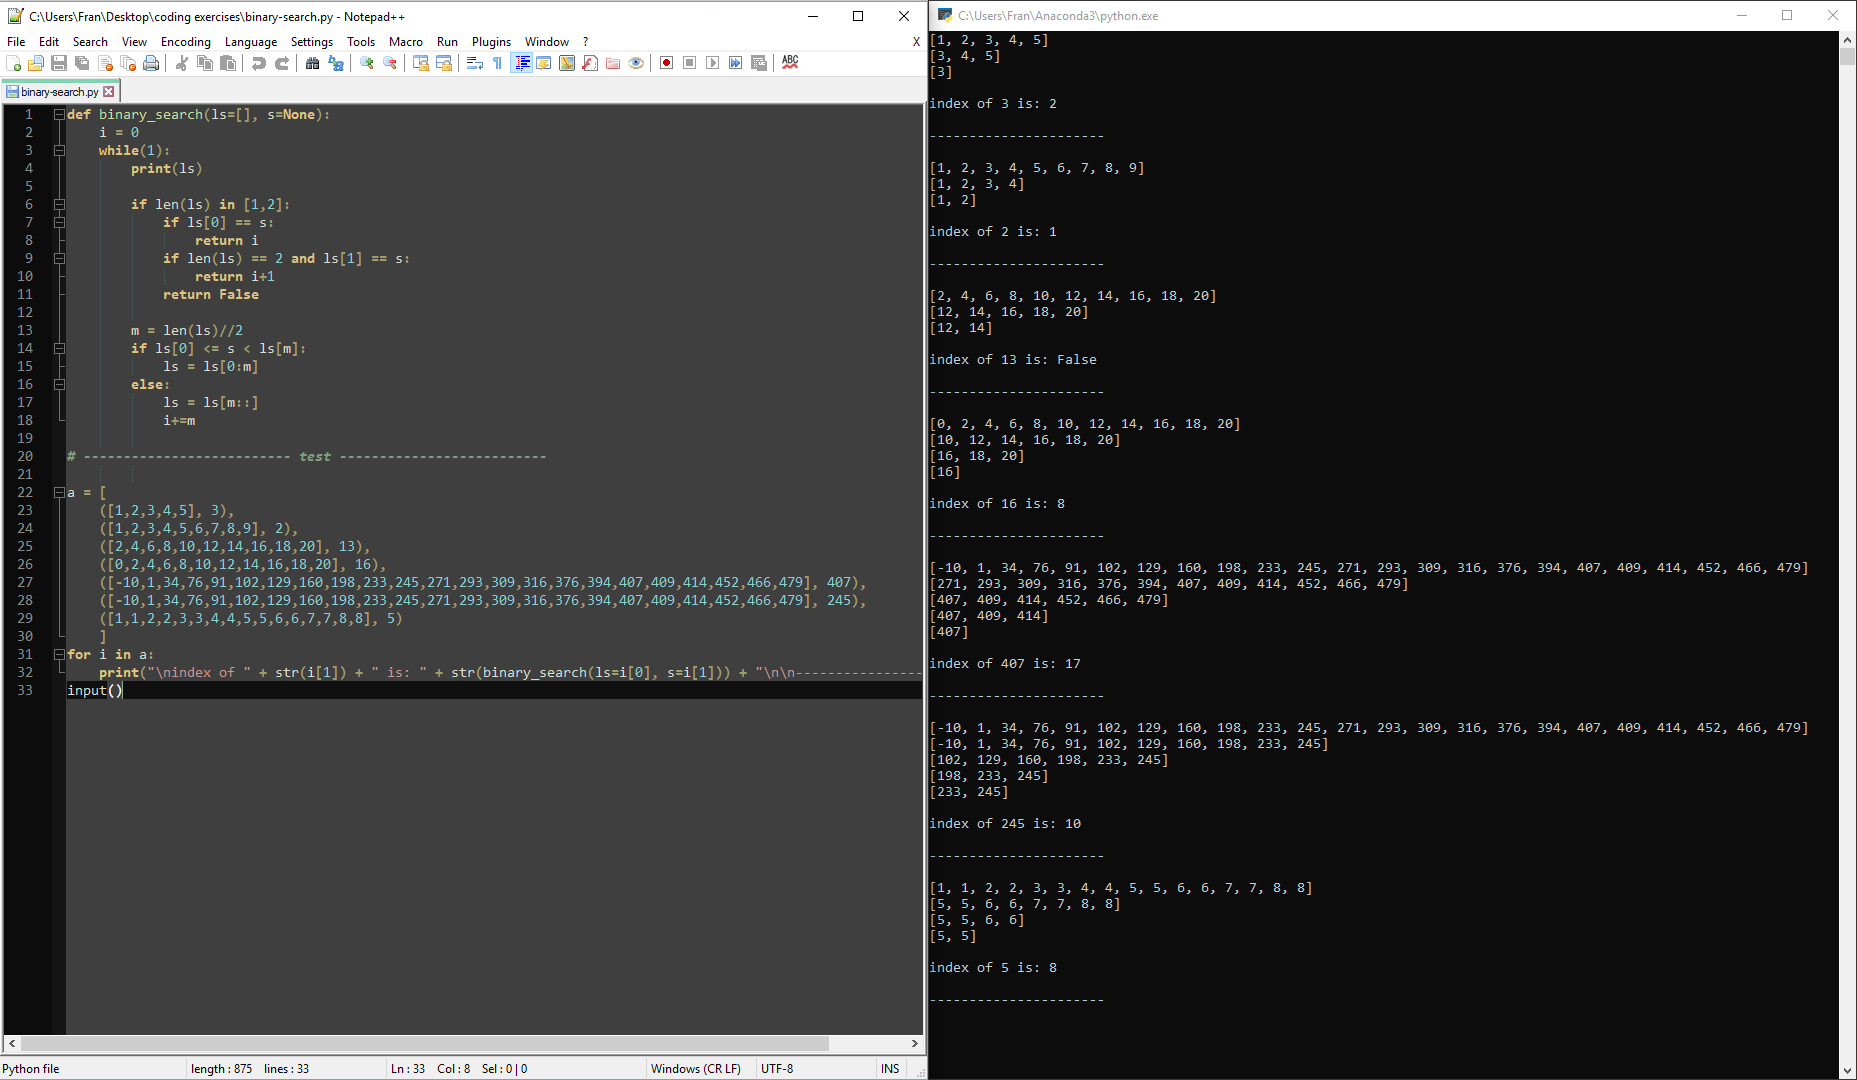 C:\Users\Fran\Desktop\coding exercises\binary-search.py - Notepad++
File Edit Search View Encoding Language Settings Tools Macro Run Plugins Window ? X
ABC
binary-search.py
1 def binary_search(ls=[], s=None):
2     i = 0
3     while(1):
4         print(ls)
5
6         if len(ls) in [1,2]:
7             if ls[0] == s:
8                 return i
9             if len(ls) == 2 and ls[1] == s:
10                 return i+1
11             return False
12
13         m = len(ls)//2
14         if ls[0] <= s < ls[m]:
15             ls = ls[0:m]
16         else:
17             ls = ls[m::]
18             i+=m
19
20 # -------------------------- test --------------------------
21
22 a = [
23     ([1,2,3,4,5], 3),
24     ([1,2,3,4,5,6,7,8,9], 2),
25     ([2,4,6,8,10,12,14,16,18,20], 13),
26     ([0,2,4,6,8,10,12,14,16,18,20], 16),
27     ([-10,1,34,76,91,102,129,160,198,233,245,271,293,309,316,376,394,407,409,414,452,466,479], 407),
28     ([-10,1,34,76,91,102,129,160,198,233,245,271,293,309,316,376,394,407,409,414,452,466,479], 245),
29     ([1,1,2,2,3,3,4,4,5,5,6,6,7,7,8,8], 5)
30     ]
31 for i in a:
32     print("\nindex of " + str(i[1]) + " is: " + str(binary_search(ls=i[0], s=i[1])) + "\n\n----------------
33 input()
Python file length : 875 lines : 33 Ln : 33 Col : 8 Sel : 0 | 0 Windows (CR LF) UTF-8 INS
C:\Users\Fran\Anaconda3\python.exe
[1, 2, 3, 4, 5]
[3, 4, 5]
[3]
index of 3 is: 2
----------------------
[1, 2, 3, 4, 5, 6, 7, 8, 9]
[1, 2, 3, 4]
[1, 2]
index of 2 is: 1
----------------------
[2, 4, 6, 8, 10, 12, 14, 16, 18, 20]
[12, 14, 16, 18, 20]
[12, 14]
index of 13 is: False
----------------------
[0, 2, 4, 6, 8, 10, 12, 14, 16, 18, 20]
[10, 12, 14, 16, 18, 20]
[16, 18, 20]
[16]
index of 16 is: 8
----------------------
[-10, 1, 34, 76, 91, 102, 129, 160, 198, 233, 245, 271, 293, 309, 316, 376, 394, 407, 409, 414, 452, 466, 479]
[271, 293, 309, 316, 376, 394, 407, 409, 414, 452, 466, 479]
[407, 409, 414, 452, 466, 479]
[407, 409, 414]
[407]
index of 407 is: 17
----------------------
[-10, 1, 34, 76, 91, 102, 129, 160, 198, 233, 245, 271, 293, 309, 316, 376, 394, 407, 409, 414, 452, 466, 479]
[-10, 1, 34, 76, 91, 102, 129, 160, 198, 233, 245]
[102, 129, 160, 198, 233, 245]
[198, 233, 245]
[233, 245]
index of 245 is: 10
----------------------
[1, 1, 2, 2, 3, 3, 4, 4, 5, 5, 6, 6, 7, 7, 8, 8]
[5, 5, 6, 6, 7, 7, 8, 8]
[5, 5, 6, 6]
[5, 5]
index of 5 is: 8
----------------------